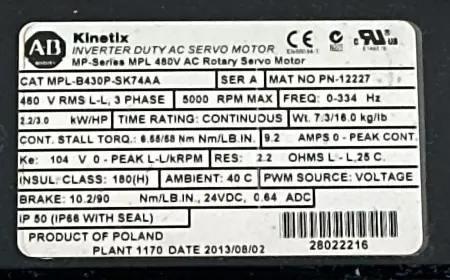 AB
Kinetix
INVERTER DUTY AC SERVO MOTOR
MP-Series MPL 480V AC Rotary Servo Motor
CAT MPL-B430P-SK74AA SER A MAT NO PN-12227
460 V RMS L-L, 3 PHASE 5000 RPM MAX FREQ: 0-334 Hz
2.2/3.0 kW/HP TIME RATING: CONTINUOUS Wt. 7.3/16.0 kg/lb
CONT. STALL TORQ.: 6.55/58 Nm Nm/LB.IN. 9.2 AMPS 0-PEAK CONT.
Ke: 104 V 0-PEAK L-L/kRPM RES: 2.2 OHMS L-L,25 C.
INSUL. CLASS: 180(H) AMBIENT: 40 C PWM SOURCE: VOLTAGE
BRAKE: 10.2/90 Nm/LB.IN., 24VDC, 0.64 ADC
IP 50 (IP66 WITH SEAL)
PRODUCT OF POLAND
PLANT 1170 DATE 2013/08/02 28022216